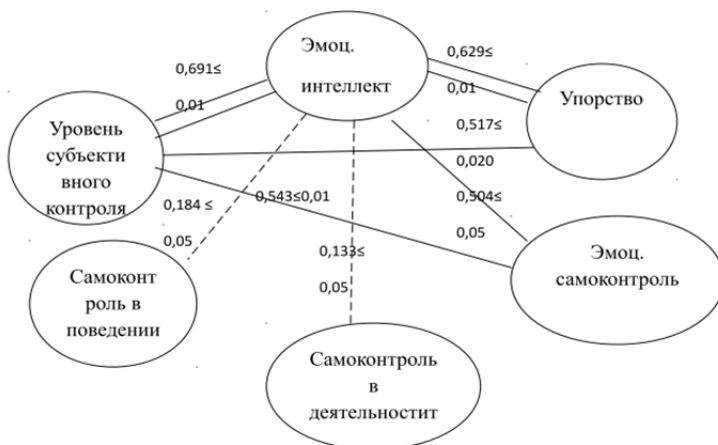 Эмоц.
интеллект
0,691≤
0,01
0,629≤
0,01
Упорство
Уровень
субъекти
вного
контроля
0,517≤
0,020
0,184 ≤
0,05
0,543≤0,01
0,504≤
0,05
Самоконт
роль в
поведении
0,133≤
0,05
Эмоц.
самоконтроль
Самоконтроль
в
деятельностит